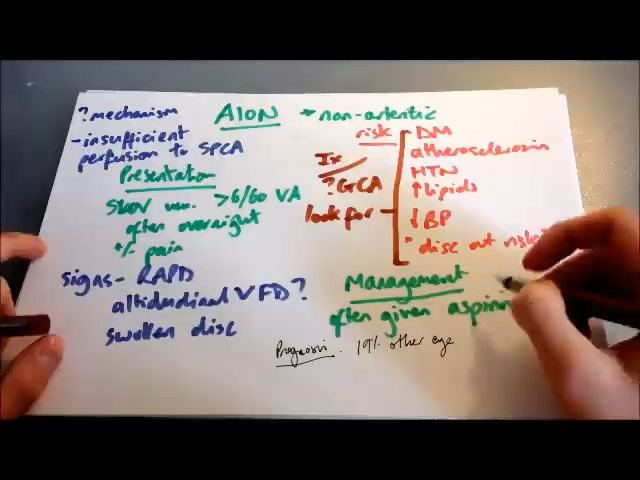 ? mechanism
AION → non-arteritic
- insufficient
perfusion to SPCA
risk
DM
atherosclerosis
HTN
↑ lipids
↓ BP
"disc at risk
Ix
? GCA
look for
Presentation
SUOV >6/60 VA
often overnight
+/- pain
signs - RAPD
altidudinal VFD?
swollen disc
Management
often given aspirin
Prognosis. 19% other eye